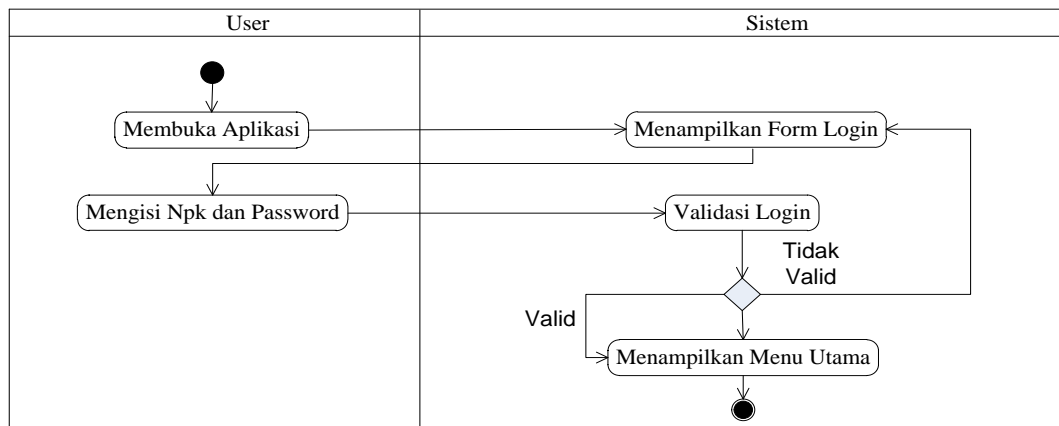 User
Sistem
Membuka Aplikasi
Menampilkan Form Login
Mengisi Npk dan Password
Validasi Login
Tidak
Valid
Valid
Menampilkan Menu Utama